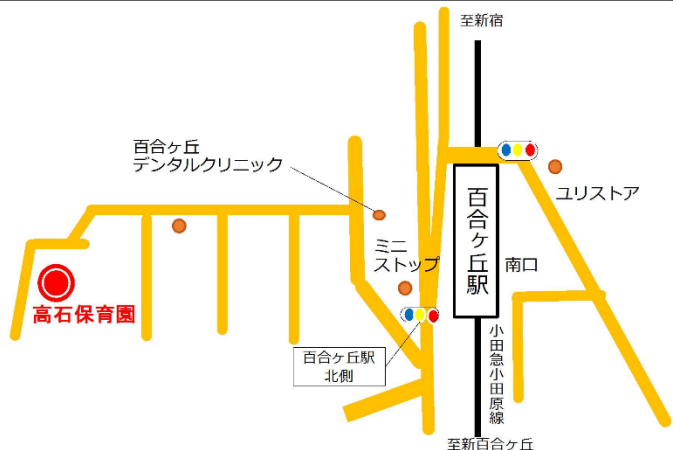 至新宿
百合ヶ丘
デンタルクリニック
ユリストア
百合ヶ丘駅
ミニ
ストップ
南口
高石保育園
百合ヶ丘駅
北側
小田急小田原線
至新百合ヶ丘